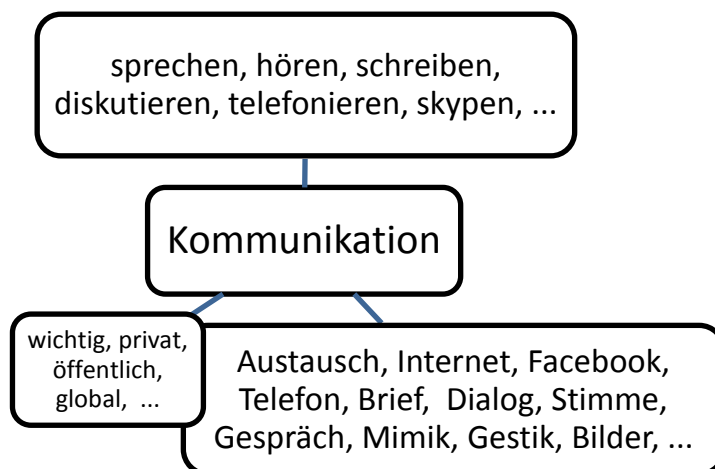 sprechen, hören, schreiben,
diskutieren, telefonieren, skypen, ...
Kommunikation
wichtig, privat,
öffentlich,
global, ...
Austausch, Internet, Facebook,
Telefon, Brief, Dialog, Stimme,
Gespräch, Mimik, Gestik, Bilder, ...